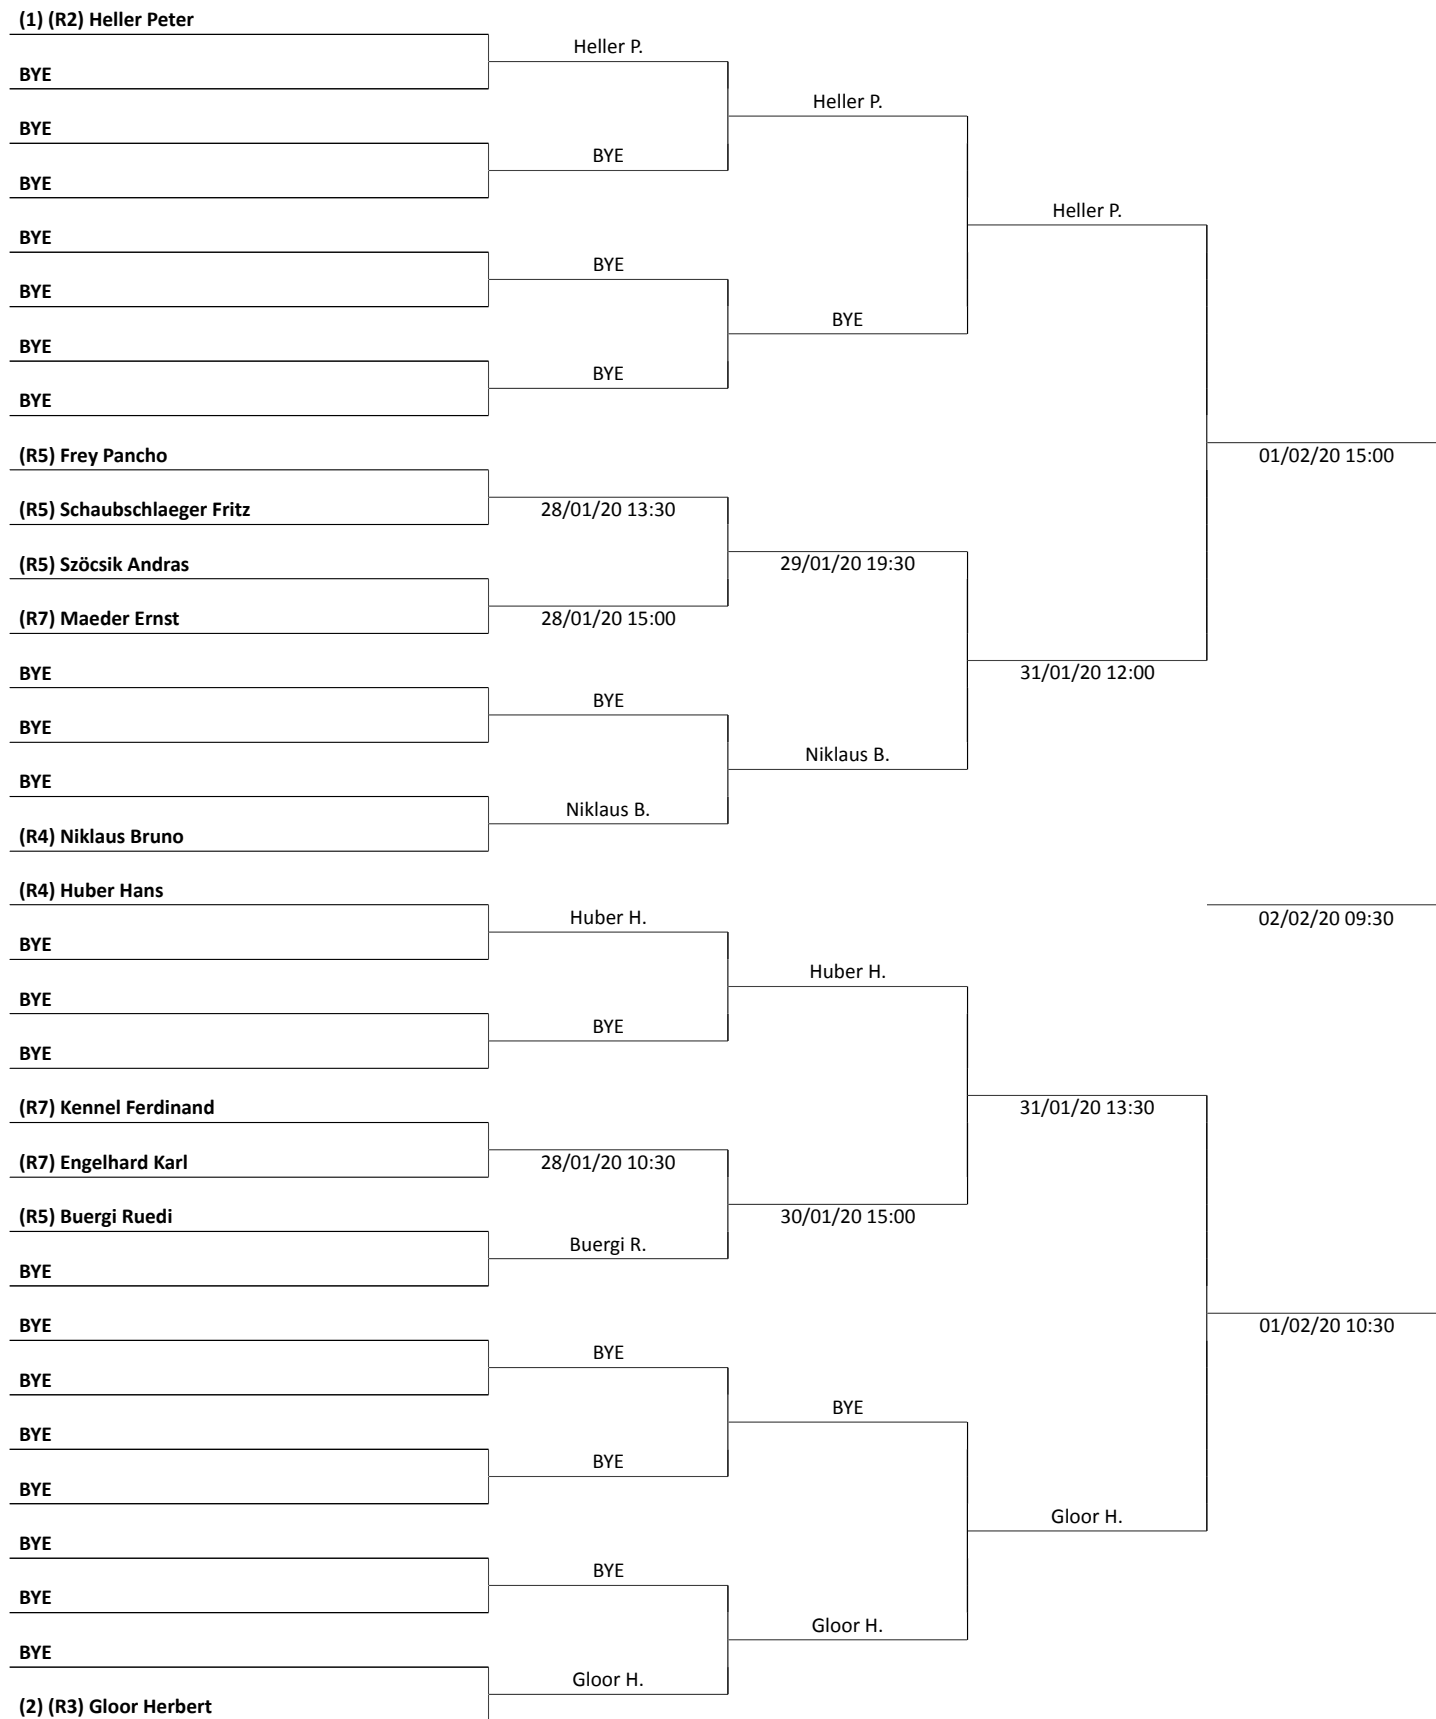 (1) (R2) Heller Peter
Heller P.
BYE
Heller P.
BYE
BYE
BYE
Heller P.
BYE
BYE
BYE
BYE
BYE
BYE
BYE
(R5) Frey Pancho
01/02/20 15:00
(R5) Schaubschlaeger Fritz
28/01/20 13:30
(R5) Szöcsik Andras
29/01/20 19:30
(R7) Maeder Ernst
28/01/20 15:00
BYE
31/01/20 12:00
BYE
BYE
Niklaus B.
BYE
Niklaus B.
(R4) Niklaus Bruno
(R4) Huber Hans
Huber H.
02/02/20 09:30
BYE
Huber H.
BYE
BYE
BYE
(R7) Kennel Ferdinand
31/01/20 13:30
(R7) Engelhard Karl
28/01/20 10:30
(R5) Buergi Ruedi
30/01/20 15:00
Buergi R.
BYE
BYE
01/02/20 10:30
BYE
BYE
BYE
BYE
BYE
BYE
Gloor H.
BYE
BYE
BYE
Gloor H.
BYE
Gloor H.
(2) (R3) Gloor Herbert